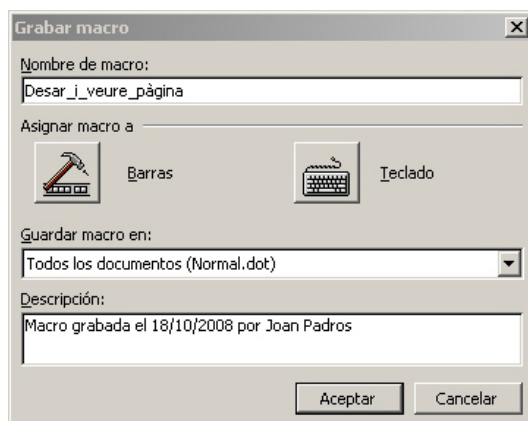 Grabar macro
Nombre de macro:
Desar_i_veure_pàgina
Asignar macro a
Barras
Teclado
Guardar macro en:
Todos los documentos (Normal.dot)
Descripción:
Macro grabada el 18/10/2008 por Joan Padros
Aceptar
Cancelar